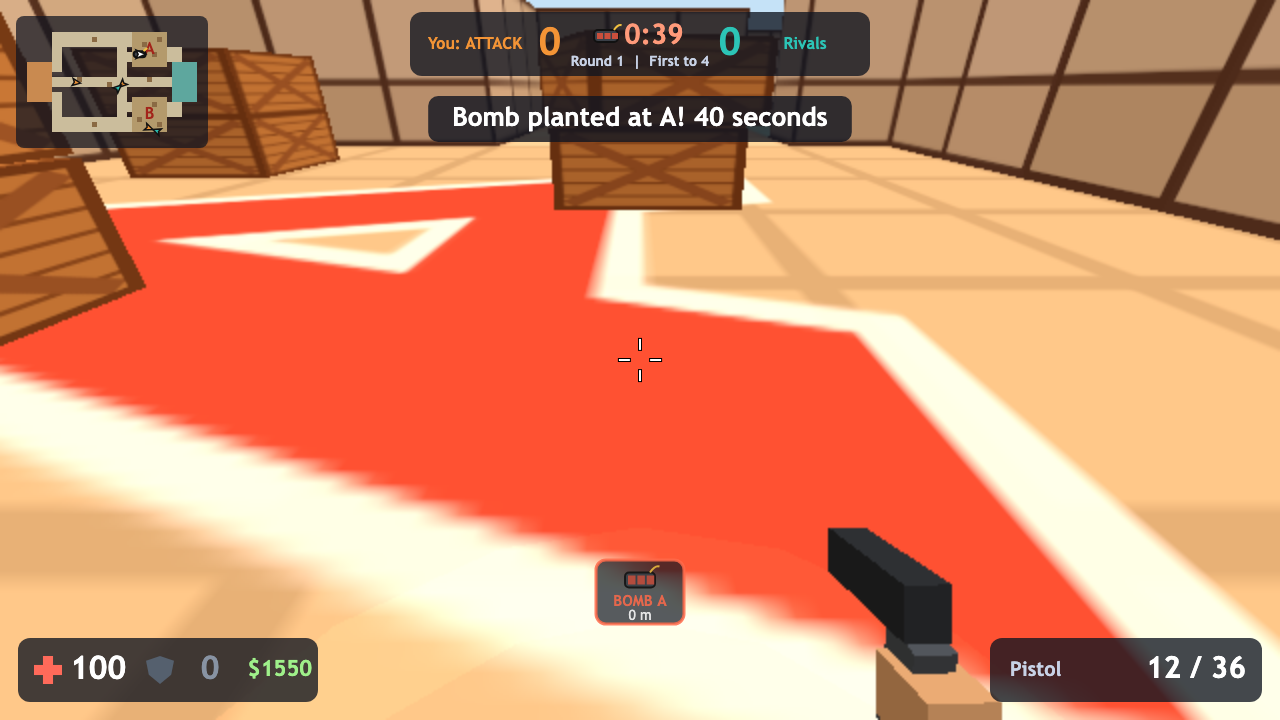 A
B
You: ATTACK 0 0:39 0 Rivals
Round 1 | First to 4
Bomb planted at A! 40 seconds
BOMB A
0 m
100 0 $1550
Pistol 12 / 36